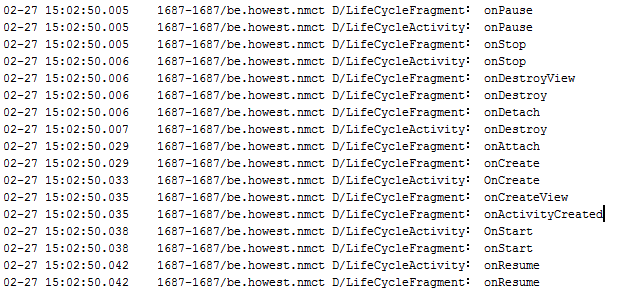 02-27 15:02:50.005 1687-1687/be.howest.nmct D/LifeCycleFragment: onPause
02-27 15:02:50.005 1687-1687/be.howest.nmct D/LifeCycleActivity: onPause
02-27 15:02:50.005 1687-1687/be.howest.nmct D/LifeCycleFragment: onStop
02-27 15:02:50.006 1687-1687/be.howest.nmct D/LifeCycleActivity: onStop
02-27 15:02:50.006 1687-1687/be.howest.nmct D/LifeCycleFragment: onDestroyView
02-27 15:02:50.006 1687-1687/be.howest.nmct D/LifeCycleFragment: onDestroy
02-27 15:02:50.006 1687-1687/be.howest.nmct D/LifeCycleFragment: onDetach
02-27 15:02:50.007 1687-1687/be.howest.nmct D/LifeCycleActivity: onDestroy
02-27 15:02:50.029 1687-1687/be.howest.nmct D/LifeCycleFragment: onAttach
02-27 15:02:50.029 1687-1687/be.howest.nmct D/LifeCycleFragment: onCreate
02-27 15:02:50.033 1687-1687/be.howest.nmct D/LifeCycleActivity: OnCreate
02-27 15:02:50.035 1687-1687/be.howest.nmct D/LifeCycleFragment: onCreateView
02-27 15:02:50.035 1687-1687/be.howest.nmct D/LifeCycleFragment: onActivityCreated
02-27 15:02:50.038 1687-1687/be.howest.nmct D/LifeCycleActivity: OnStart
02-27 15:02:50.038 1687-1687/be.howest.nmct D/LifeCycleFragment: onStart
02-27 15:02:50.042 1687-1687/be.howest.nmct D/LifeCycleActivity: onResume
02-27 15:02:50.042 1687-1687/be.howest.nmct D/LifeCycleFragment: onResume